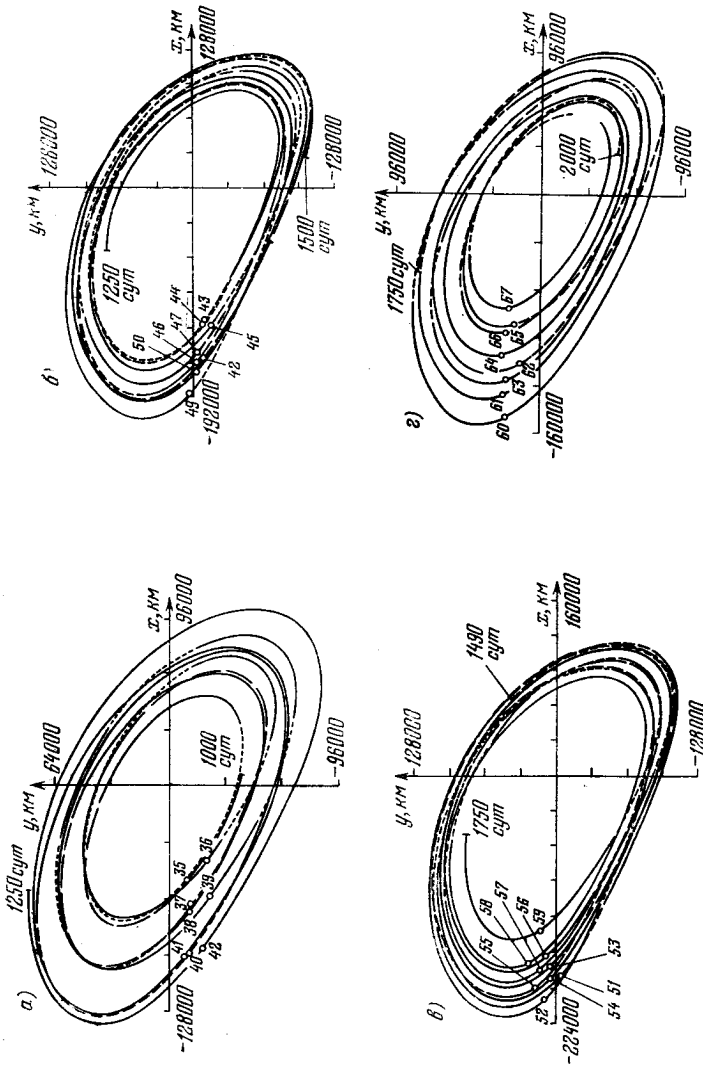 а)
1250 сут
y, км
64000
x, км
96000
1000
сут
35
36
37
38
39
41
40
42
-128000
-96000
б)
y, км
128000
x, км
128000
1250
сут
50
46
47
44
43
45
42
49
-192000
1500
сут
-128000
в)
y, км
128000
1490
сут
1750
сут
x, км
160000
55
58
57
56
59
53
51
54
52
-224000
-128000
г)
1750 сут
y, км
96000
x, км
96000
2000
сут
67
66
65
64
62
63
61
60
-160000
-96000